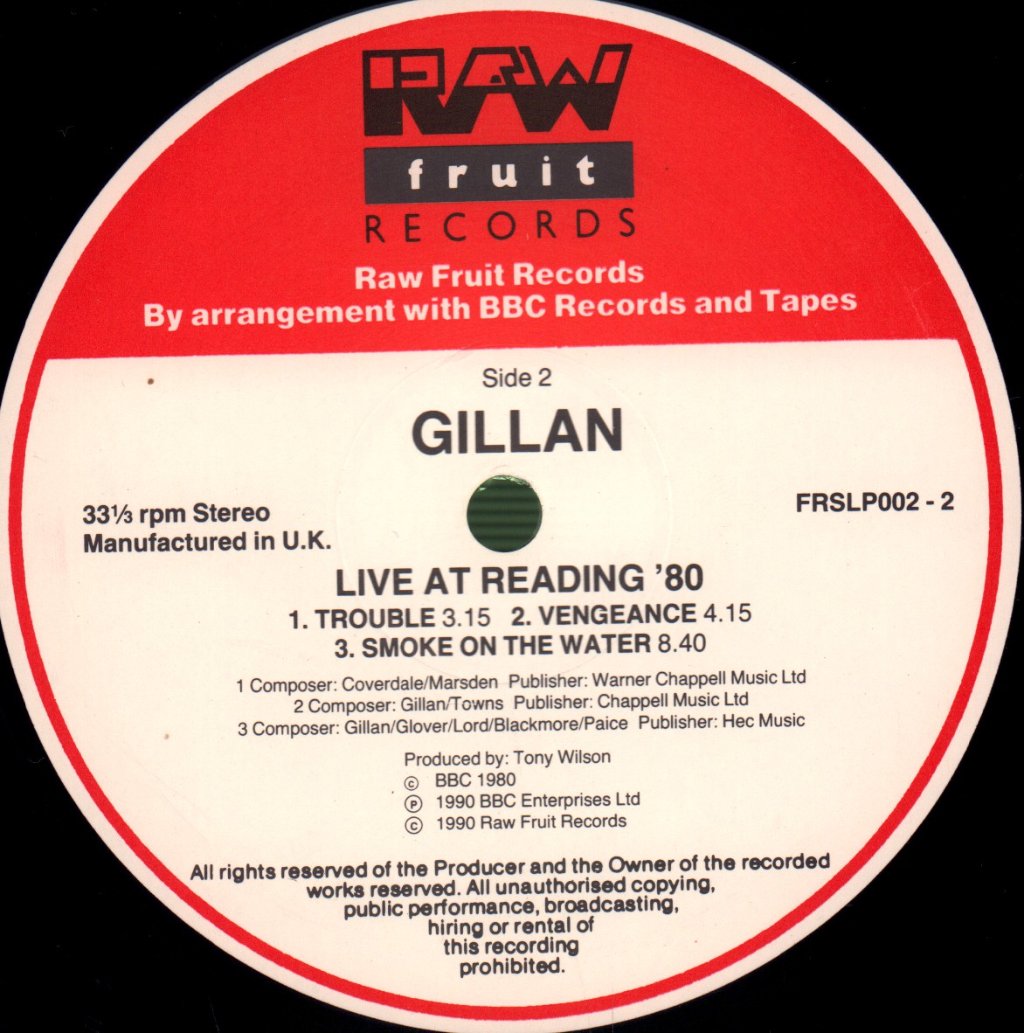 RAW
fruit
RECORDS
Raw Fruit Records
By arrangement with BBC Records and Tapes
Side 2
GILLAN
33⅓ rpm Stereo
Manufactured in U.K.
FRSLP002 - 2
LIVE AT READING ’80
1. TROUBLE 3.15 2. VENGEANCE 4.15
3. SMOKE ON THE WATER 8.40
1 Composer: Coverdale/Marsden Publisher: Warner Chappell Music Ltd
2 Composer: Gillan/Towns Publisher: Chappell Music Ltd
3 Composer: Gillan/Glover/Lord/Blackmore/Paice Publisher: Hec Music
Produced by: Tony Wilson
© BBC 1980
℗ 1990 BBC Enterprises Ltd
© 1990 Raw Fruit Records
All rights reserved of the Producer and the Owner of the recorded
works reserved. All unauthorised copying,
public performance, broadcasting,
hiring or rental of
this recording
prohibited.